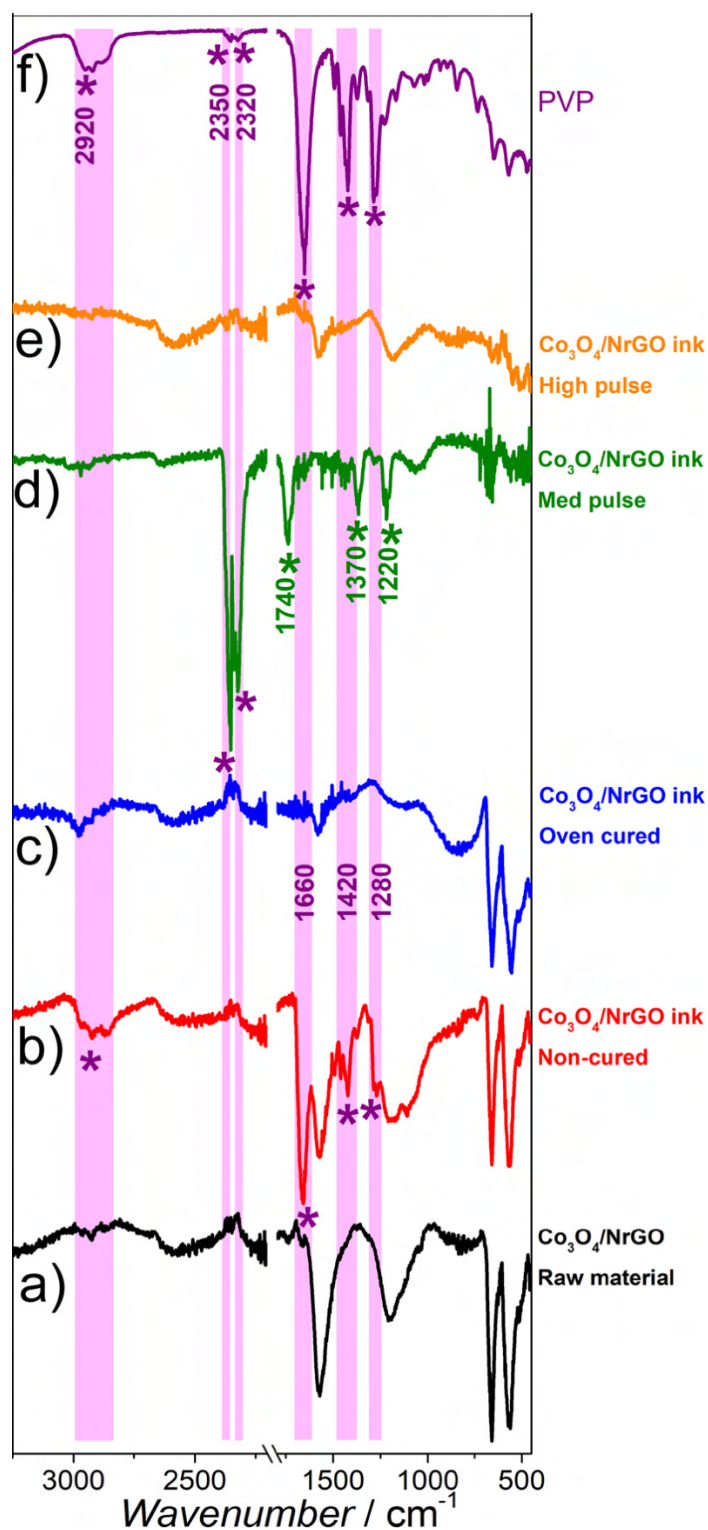 f)
*
2920
*
2350
*
2320
*
*
*
PVP
e)
Co₃O₄/NrGO ink
High pulse
d)
Co₃O₄/NrGO ink
Med pulse
*
1740
*
1370
*
1220
*
*
c)
Co₃O₄/NrGO ink
Oven cured
1660
1420
1280
b)
Co₃O₄/NrGO ink
Non-cured
*
*
*
*
a)
Co₃O₄/NrGO
Raw material
3000 2500 1500 1000 500
Wavenumber / cm⁻¹